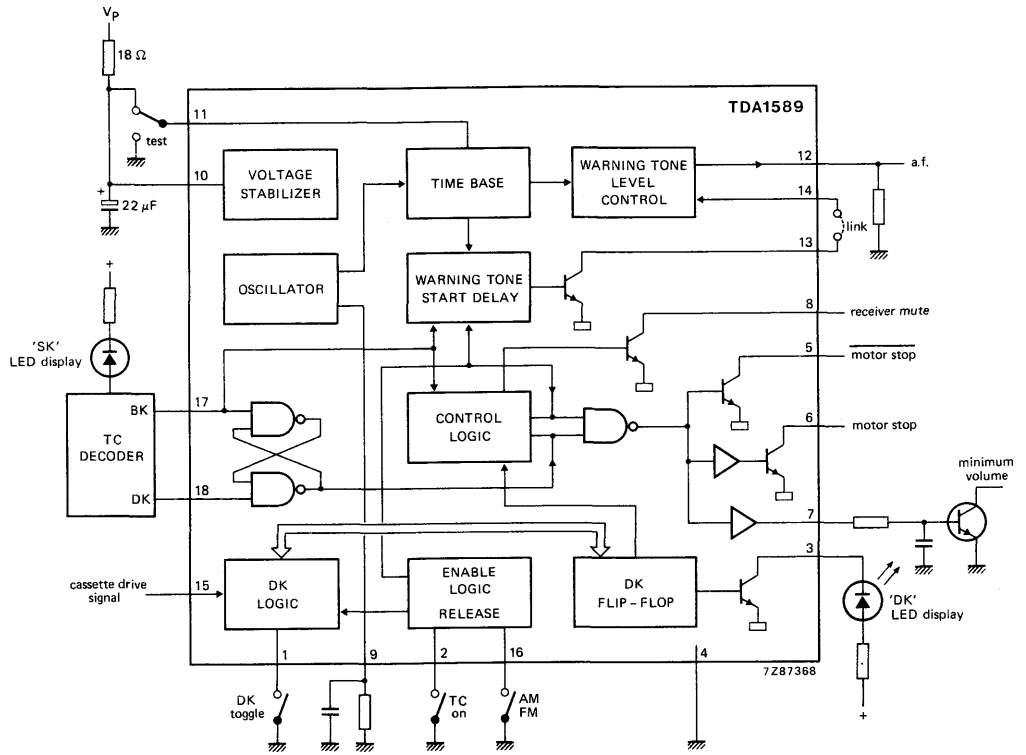 VP
18 Ω
test
11
TDA1589
10
+
22 μF
VOLTAGE
STABILIZER
TIME BASE
WARNING TONE
LEVEL
CONTROL
12
a.f.
14
link
13
+
OSCILLATOR
WARNING TONE
START DELAY
8
receiver mute
'SK'
LED display
5
motor stop
TC
DECODER
BK
17
DK
18
CONTROL
LOGIC
6
motor stop
minimum
volume
7
3
cassette drive
signal
15
DK
LOGIC
ENABLE
LOGIC
RELEASE
DK
FLIP-FLOP
'DK'
LED display
1
9
2
16
4
7Z87368
DK
toggle
TC
on
AM
FM
+